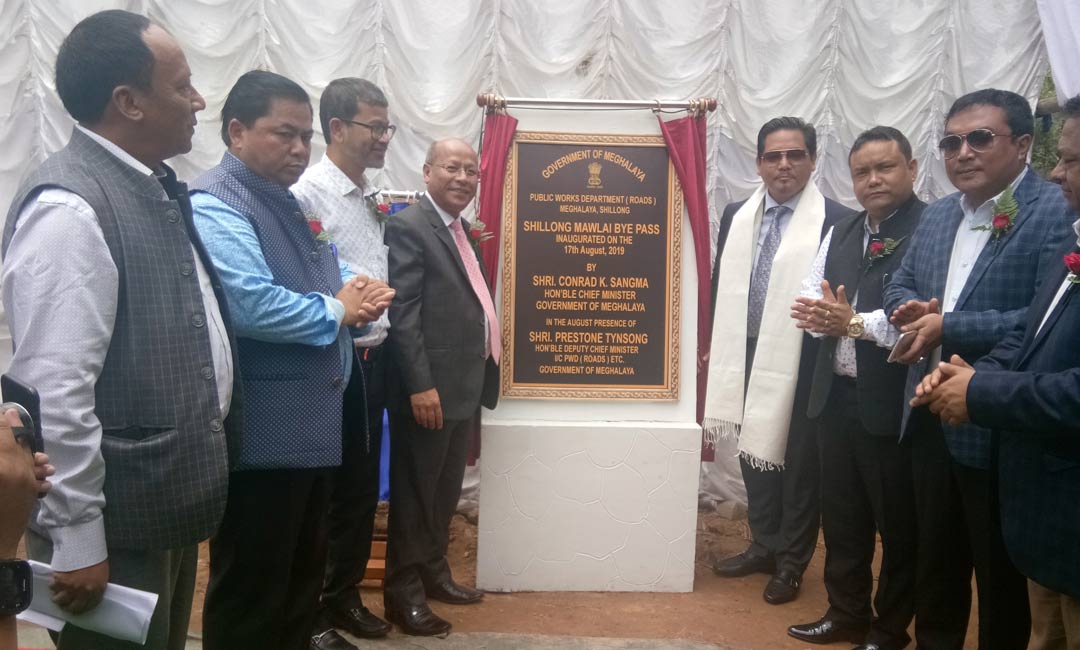 GOVERNMENT OF MEGHALAYA
PUBLIC WORKS DEPARTMENT ( ROADS )
MEGHALAYA, SHILLONG
SHILLONG MAWLAI BYE PASS
INAUGURATED ON THE
17th August, 2019
BY
SHRI. CONRAD K. SANGMA
HON'BLE CHIEF MINISTER
GOVERNMENT OF MEGHALAYA
IN THE AUGUST PRESENCE OF
SHRI. PRESTONE TYNSONG
HON'BLE DEPUTY CHIEF MINISTER
I/C PWD ( ROADS ) ETC.
GOVERNMENT OF MEGHALAYA